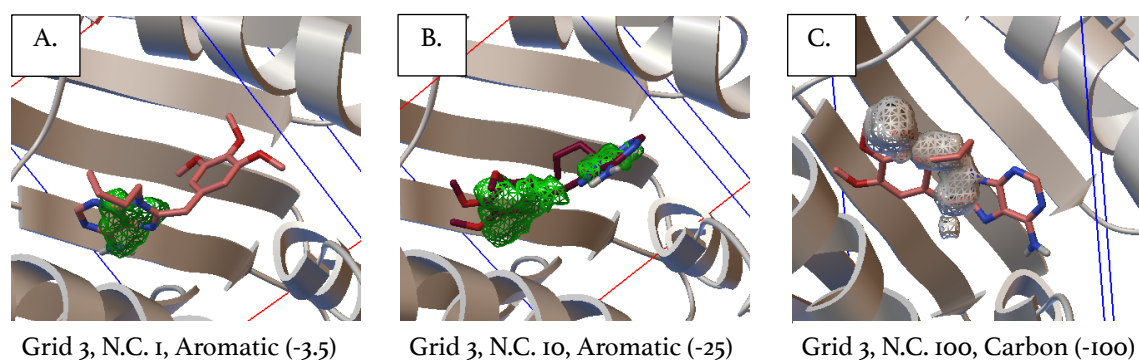 A.
B.
C.
Grid 3, N.C. 1, Aromatic (-3.5)
Grid 3, N.C. 10, Aromatic (-25)
Grid 3, N.C. 100, Carbon (-100)